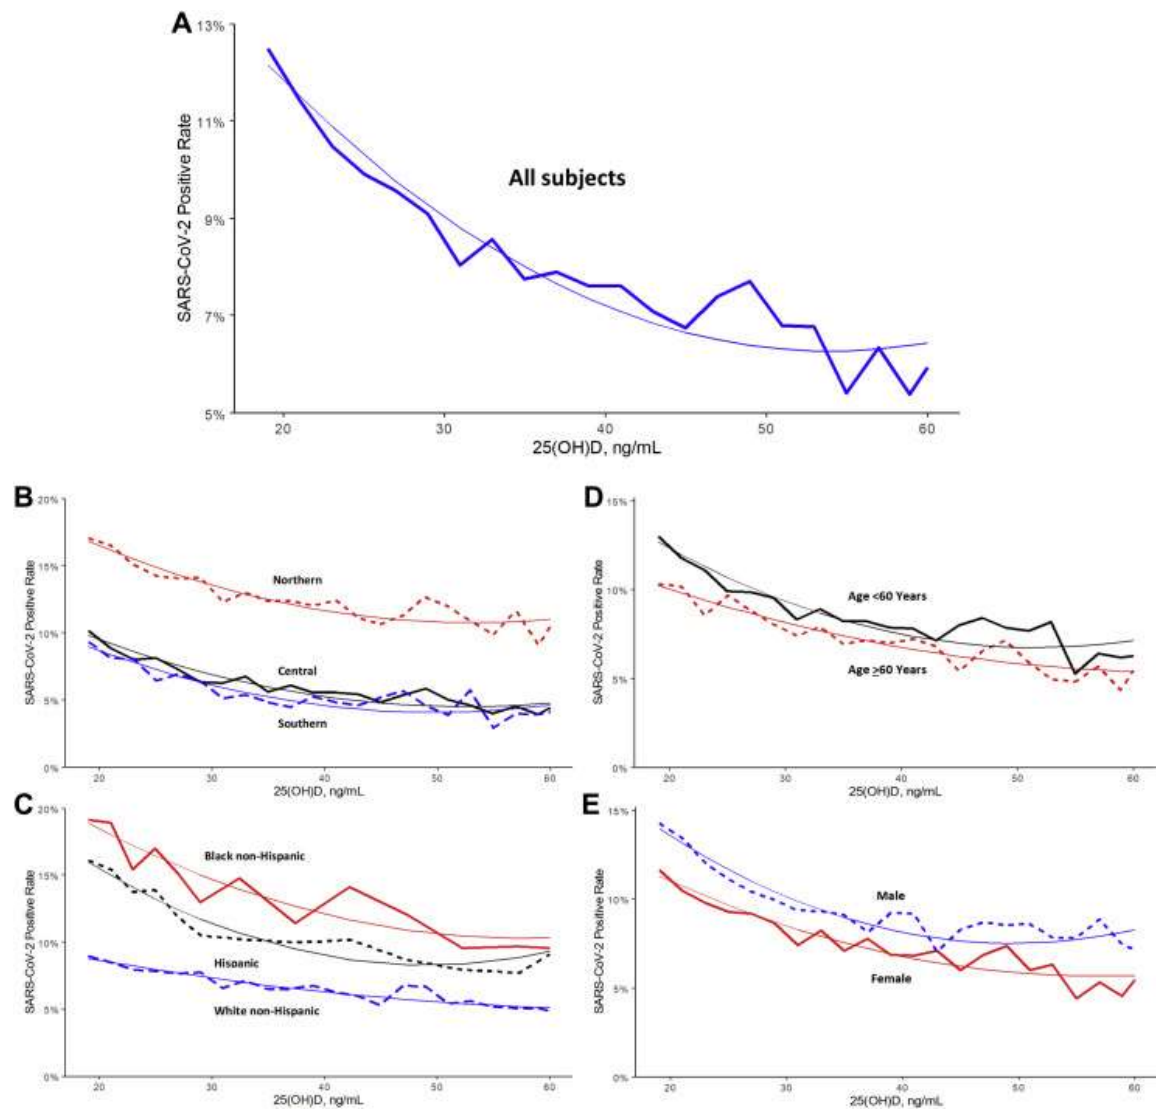 A
13%
11%
9%
7%
5%
SARS-CoV-2 Positive Rate
All subjects
20
30
40
50
60
25(OH)D, ng/mL
B
20%
15%
10%
5%
0%
SARS-CoV-2 Positive Rate
Northern
Central
Southern
20
30
40
50
60
25(OH)D, ng/mL
C
20%
15%
10%
5%
0%
SARS-CoV-2 Positive Rate
Black non-Hispanic
Hispanic
White non-Hispanic
20
30
40
50
60
25(OH)D, ng/mL
D
15%
10%
5%
0%
SARS-CoV-2 Positive Rate
Age <60 Years
Age ≥60 Years
20
30
40
50
60
25(OH)D, ng/mL
E
15%
10%
5%
0%
SARS-CoV-2 Positive Rate
Male
Female
20
30
40
50
60
25(OH)D, ng/mL